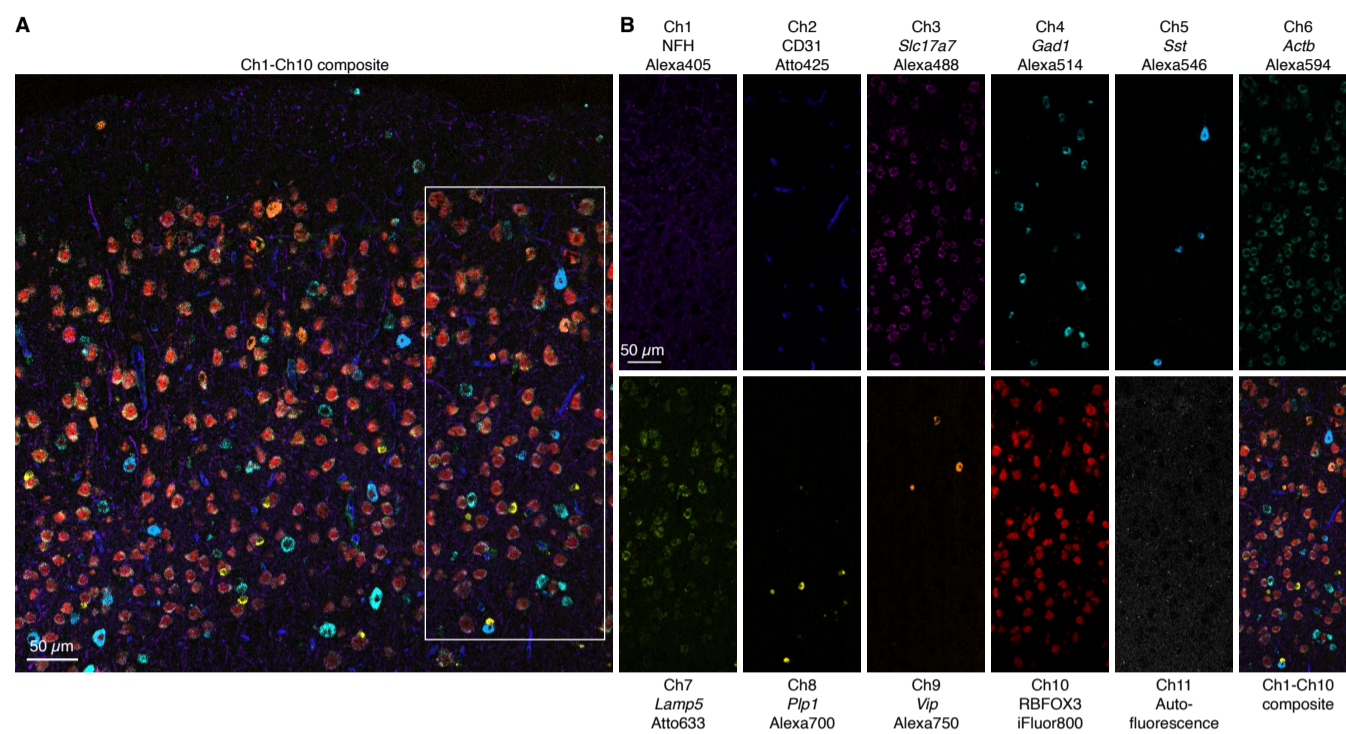 A
Ch1-Ch10 composite
50 µm
B
Ch1
NFH
Alexa405
Ch2
CD31
Atto425
Ch3
Slc17a7
Alexa488
Ch4
Gad1
Alexa514
Ch5
Sst
Alexa546
Ch6
Actb
Alexa594
50 µm
Ch7
Lamp5
Atto633
Ch8
Plp1
Alexa700
Ch9
Vip
Alexa750
Ch10
RBFOX3
iFluor800
Ch11
Auto-
fluorescence
Ch1-Ch10
composite